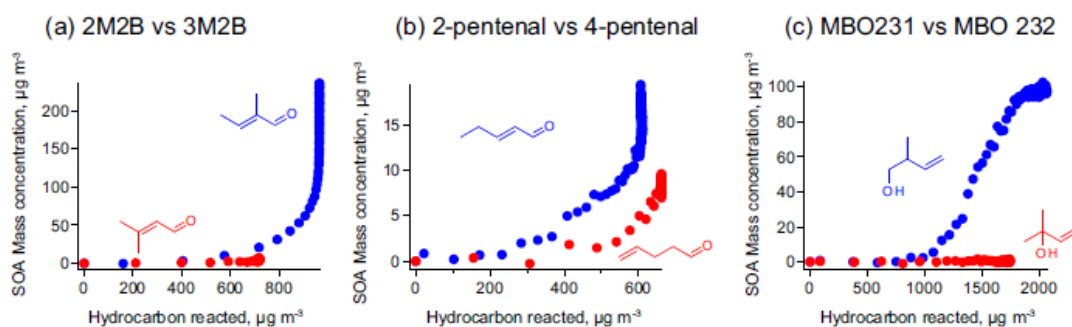 (a) 2M2B vs 3M2B
(b) 2-pentenal vs 4-pentenal
(c) MBO231 vs MBO 232
SOA Mass concentration, µg m-3
200
150
100
50
0
O
O
0
200
400
600
800
Hydrocarbon reacted, µg m-3
SOA Mass concentration, µg m-3
15
10
5
0
O
O
0
200
400
600
Hydrocarbon reacted, µg m-3
SOA Mass concentration, µg m-3
100
80
60
40
20
0
OH
OH
0
500
1000
1500
2000
Hydrocarbon reacted, µg m-3